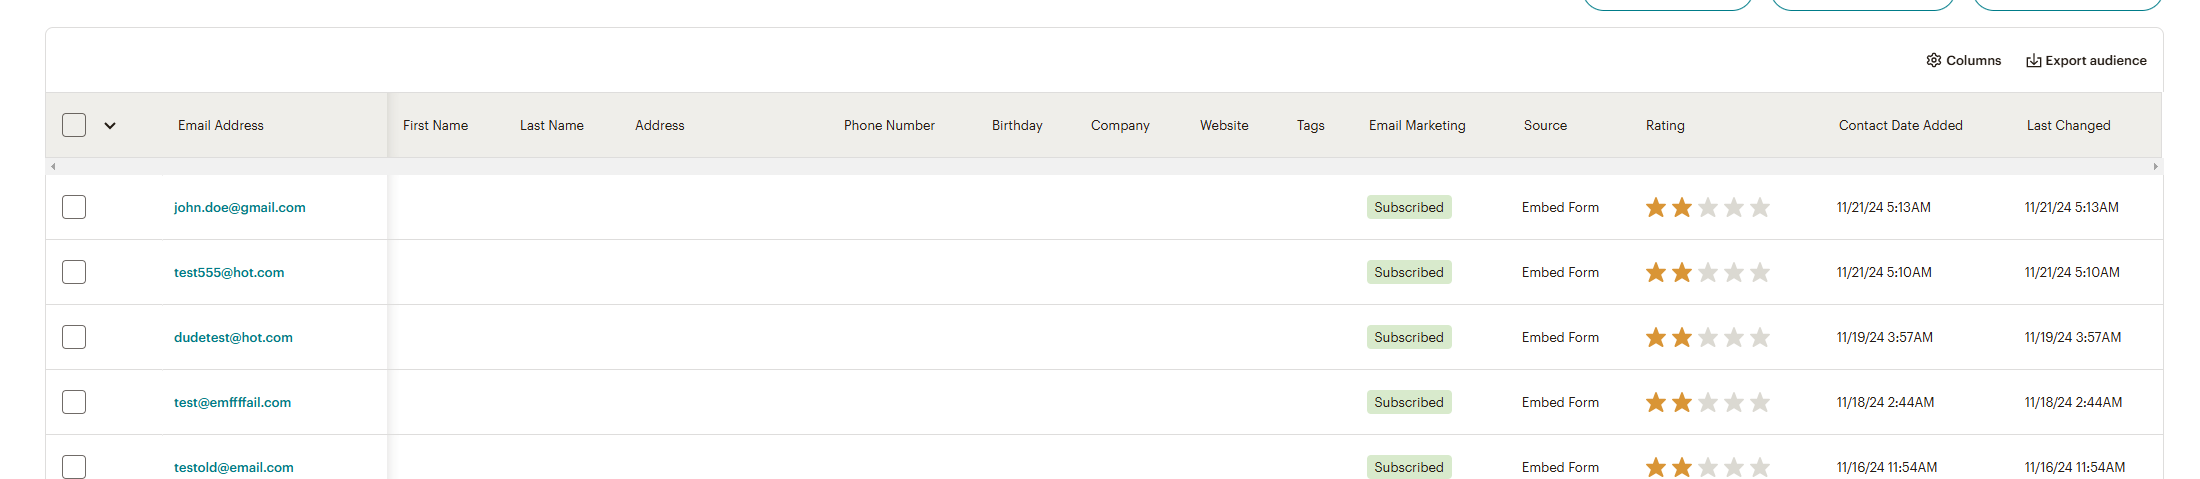 Columns Export audience
Email Address First Name Last Name Address Phone Number Birthday Company Website Tags Email Marketing Source Rating Contact Date Added Last Changed
john.doe@gmail.com Subscribed Embed Form 11/21/24 5:13AM 11/21/24 5:13AM
test555@hot.com Subscribed Embed Form 11/21/24 5:10AM 11/21/24 5:10AM
dudetest@hot.com Subscribed Embed Form 11/19/24 3:57AM 11/19/24 3:57AM
test@emffffail.com Subscribed Embed Form 11/18/24 2:44AM 11/18/24 2:44AM
testold@email.com Subscribed Embed Form 11/16/24 11:54AM 11/16/24 11:54AM